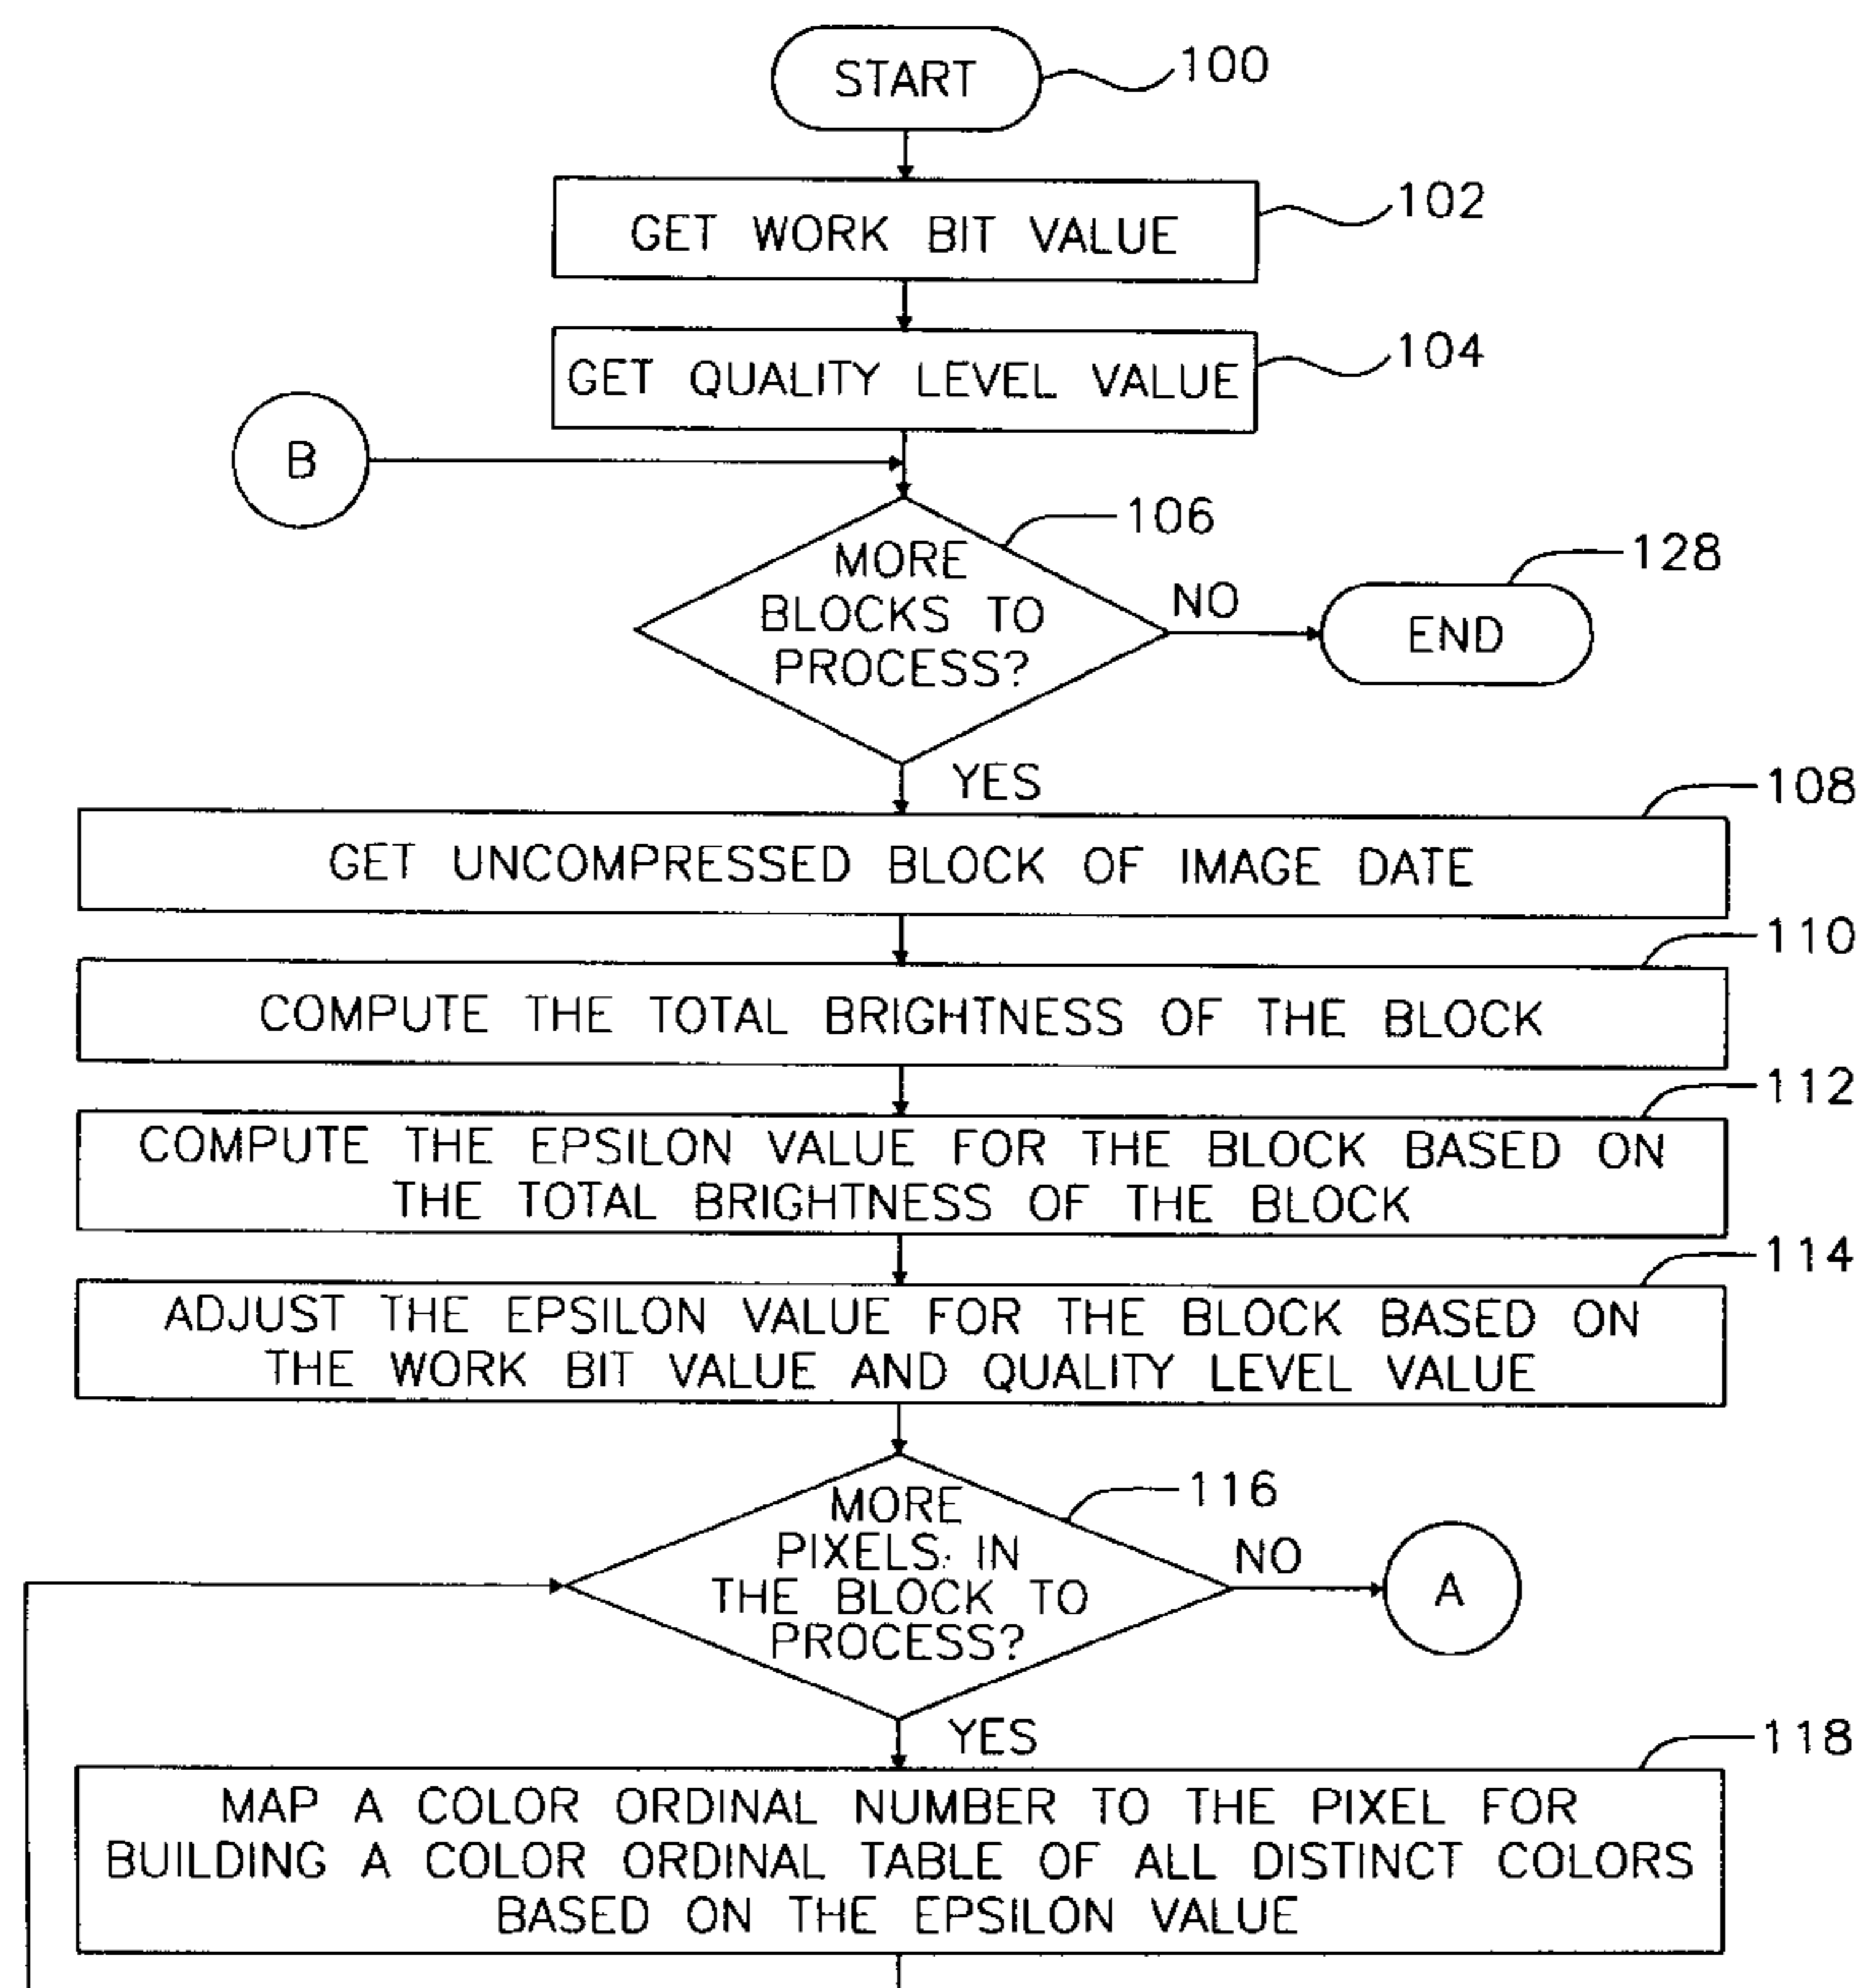 START
100
GET WORK BIT VALUE
102
GET QUALITY LEVEL VALUE
104
B
106
MORE
BLOCKS TO
PROCESS?
NO
128
END
YES
108
GET UNCOMPRESSED BLOCK OF IMAGE DATE
110
COMPUTE THE TOTAL BRIGHTNESS OF THE BLOCK
112
COMPUTE THE EPSILON VALUE FOR THE BLOCK BASED ON
THE TOTAL BRIGHTNESS OF THE BLOCK
114
ADJUST THE EPSILON VALUE FOR THE BLOCK BASED ON
THE WORK BIT VALUE AND QUALITY LEVEL VALUE
116
MORE
PIXELS IN
THE BLOCK TO
PROCESS?
NO
A
YES
118
MAP A COLOR ORDINAL NUMBER TO THE PIXEL FOR
BUILDING A COLOR ORDINAL TABLE OF ALL DISTINCT COLORS
BASED ON THE EPSILON VALUE